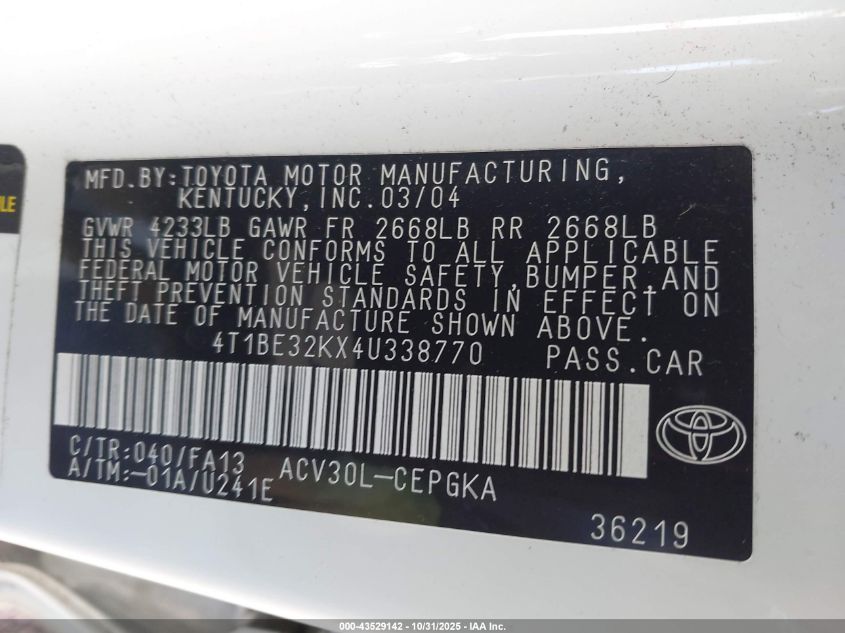 LE
MFD.BY:TOYOTA MOTOR MANUFACTURING,
KENTUCKY,INC.03/04
GVWR 4233LB GAWR FR 2668LB RR 2668LB
THIS VEHICLE CONFORMS TO ALL APPLICABLE
FEDERAL MOTOR VEHICLE SAFETY,BUMPER,AND
THEFT PREVENTION STANDARDS IN EFFECT ON
THE DATE OF MANUFACTURE SHOWN ABOVE.
4T1BE32KX4U338770 PASS.CAR
C/TR:040/FA13 ACV30L-CEPGKA
A/TM:-01A/U241E
36219
000-43529142 - 10/31/2025 - IAA Inc.